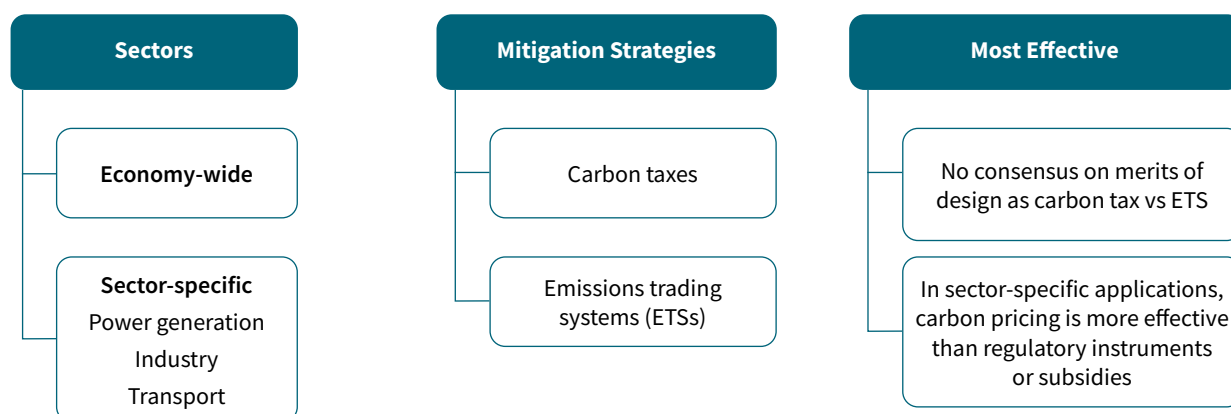 Sectors
Economy-wide
Sector-specific
Power generation
Industry
Transport
Mitigation Strategies
Carbon taxes
Emissions trading
systems (ETSs)
Most Effective
No consensus on merits of
design as carbon tax vs ETS
In sector-specific applications,
carbon pricing is more effective
than regulatory instruments
or subsidies